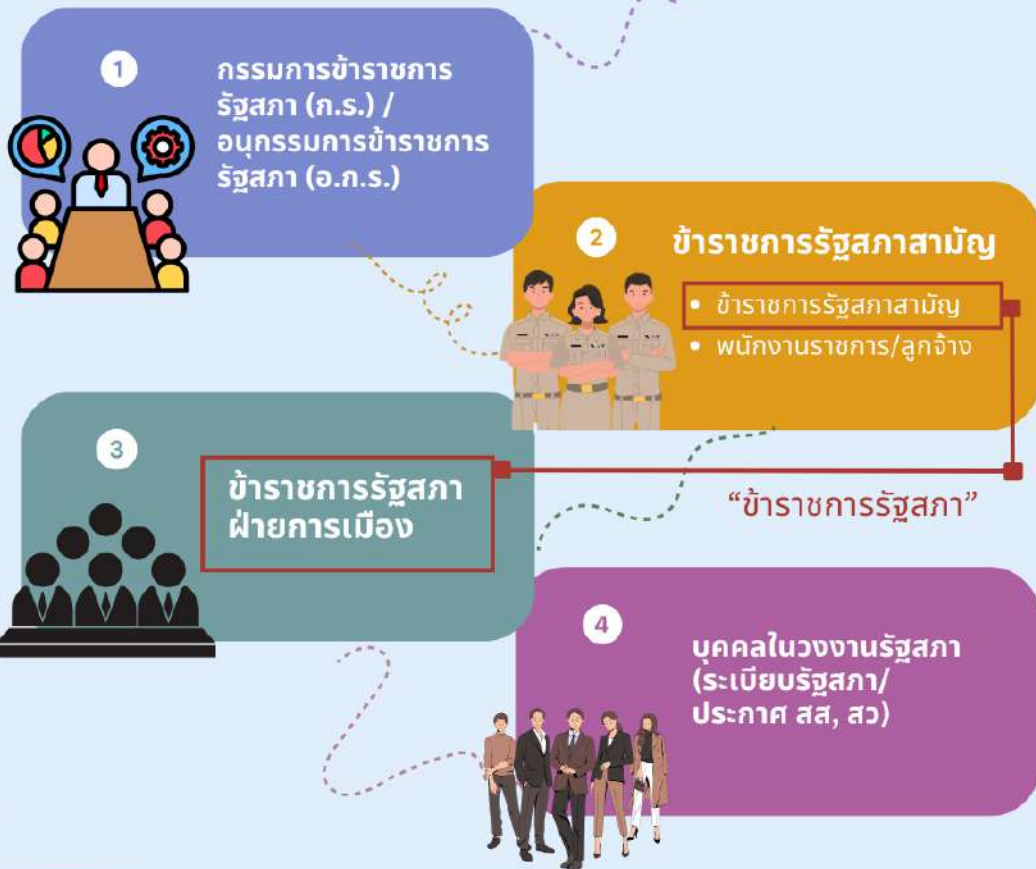 1
กรรมการข้าราชการ
รัฐสภา (ก.ร.) /
อนุกรรมการข้าราชการ
รัฐสภา (อ.ก.ร.)
2
ข้าราชการรัฐสภาสามัญ
• ข้าราชการรัฐสภาสามัญ
• พนักงานราชการ/ลูกจ้าง
3
ข้าราชการรัฐสภา
ฝ่ายการเมือง
“ข้าราชการรัฐสภา”
4
บุคคลในวงงานรัฐสภา
(ระเบียบรัฐสภา/
ประกาศ สส, สว)